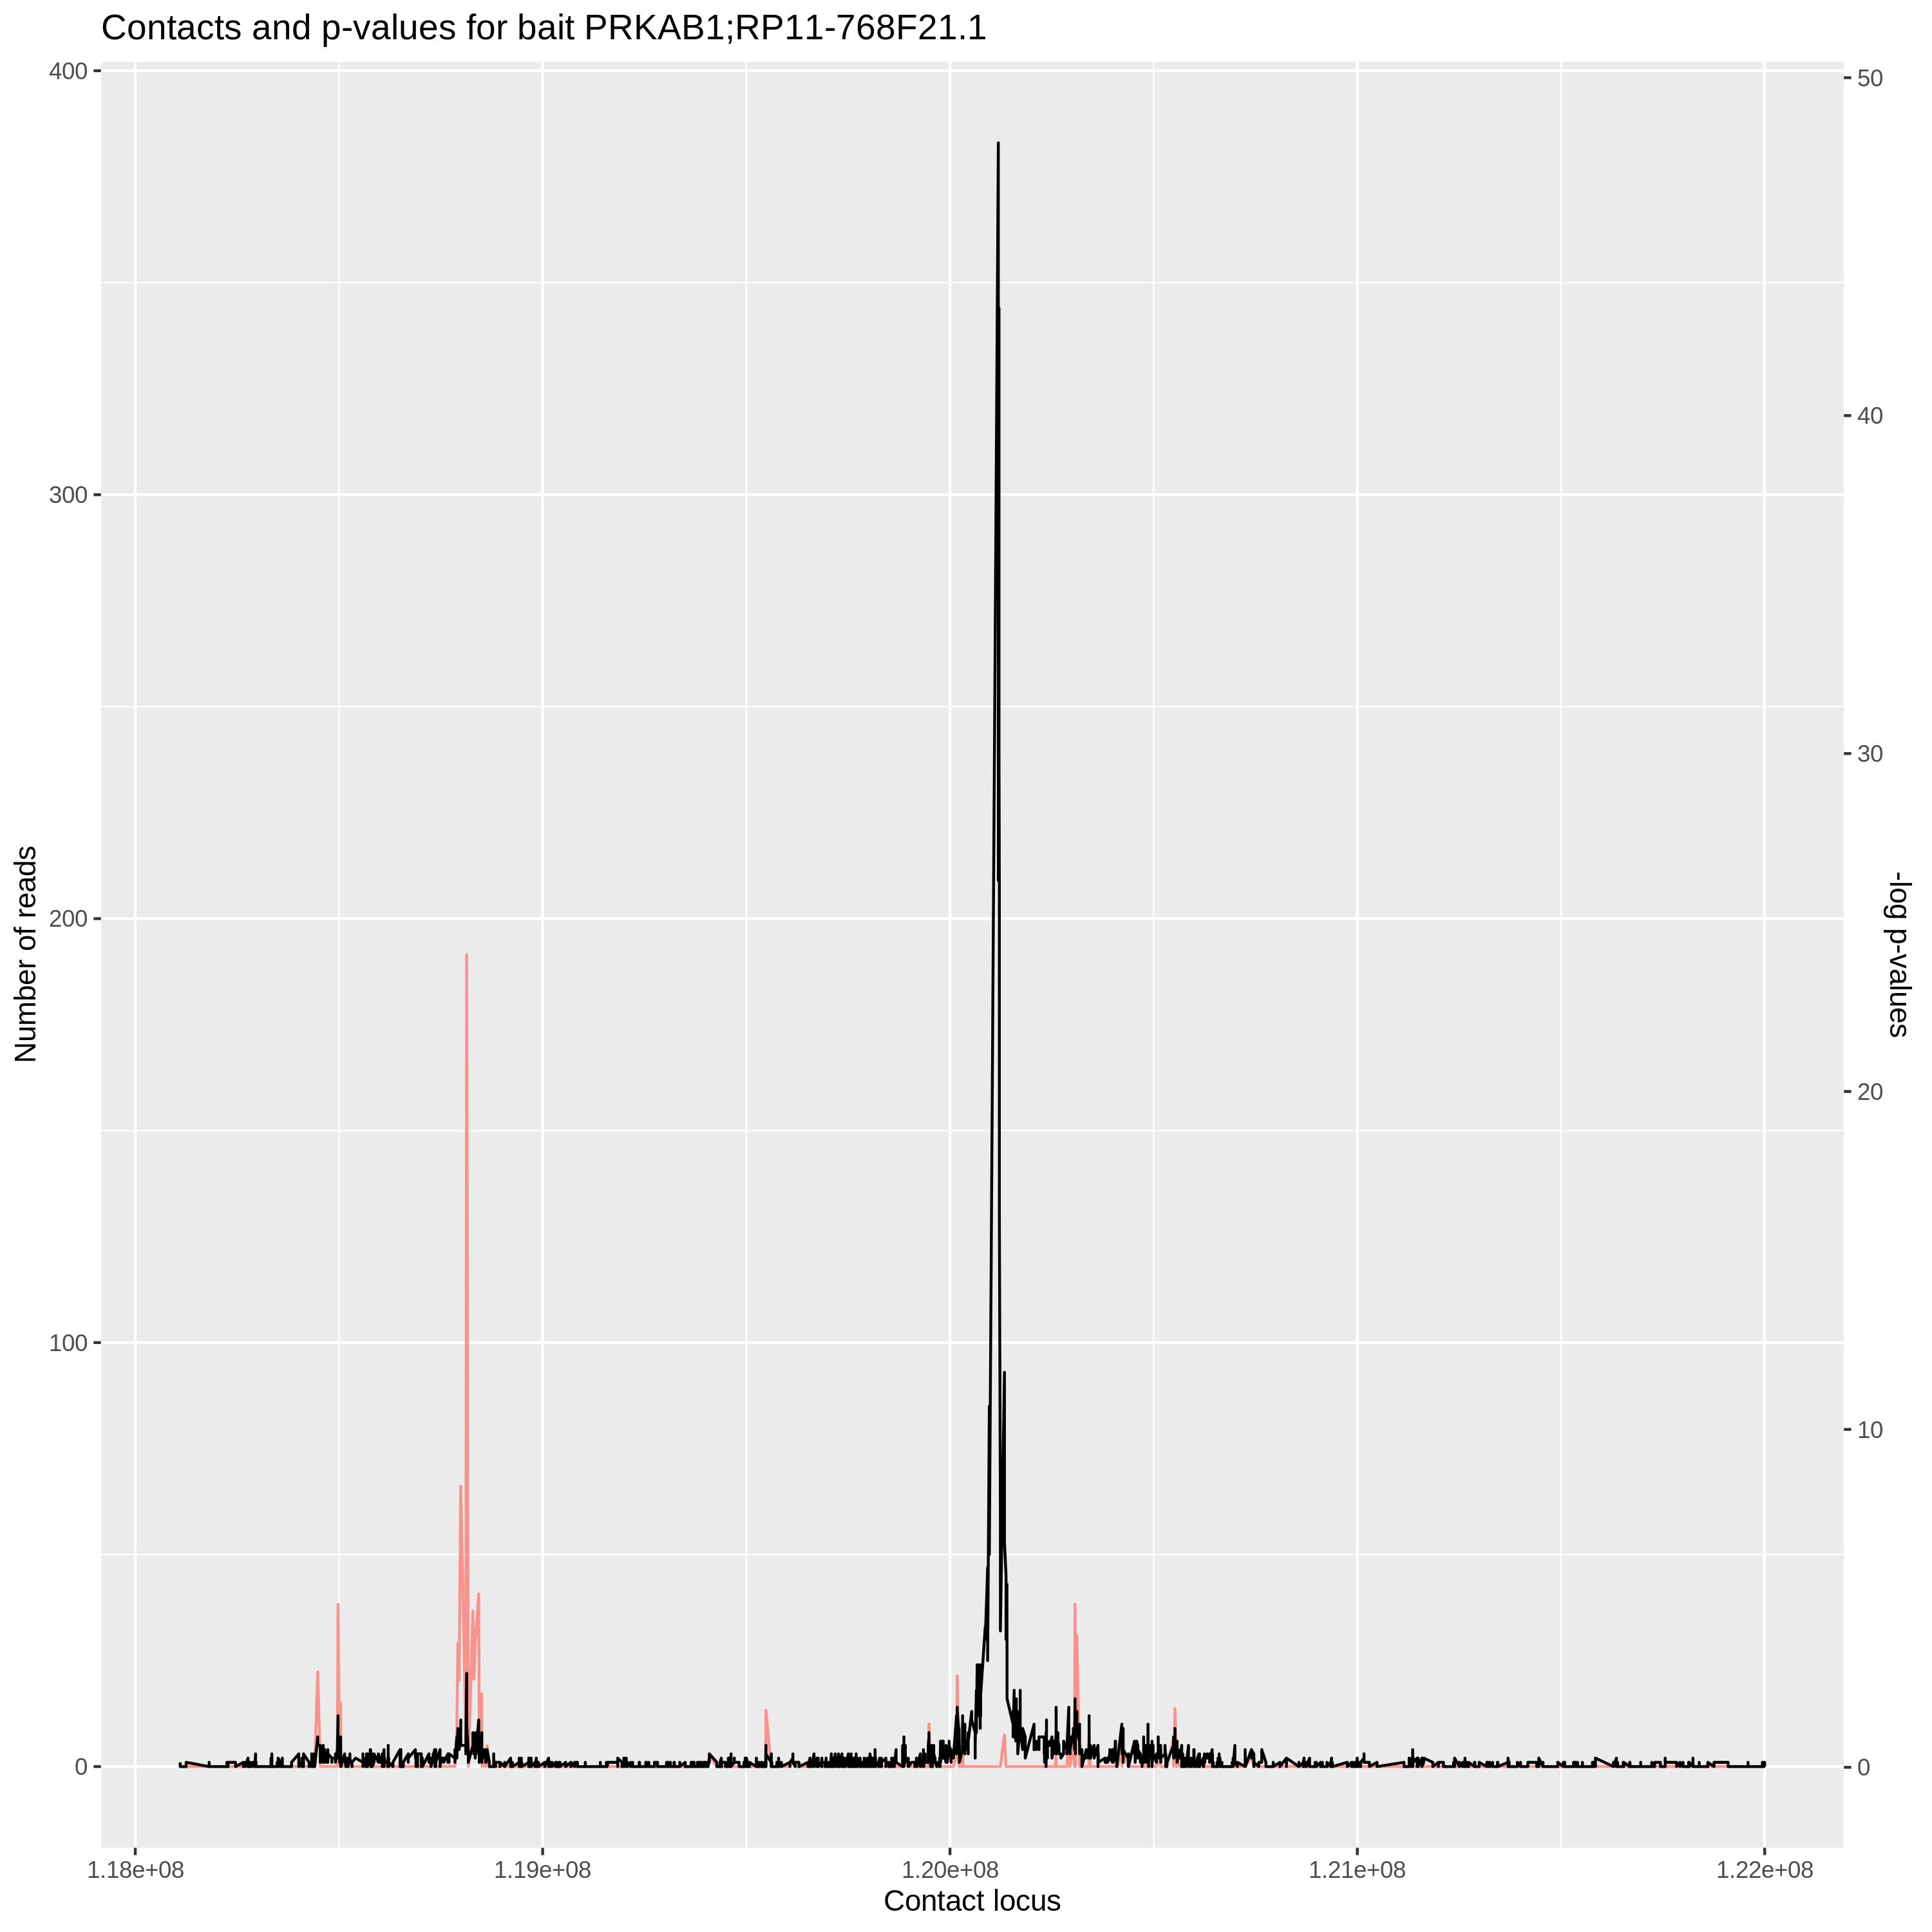 Contacts and p-values for bait PRKAB1;RP11-768F21.1
400
300
200
100
0
Number of reads
50
40
30
20
10
0
-log p-values
1.18e+08
1.19e+08
1.20e+08
1.21e+08
1.22e+08
Contact locus